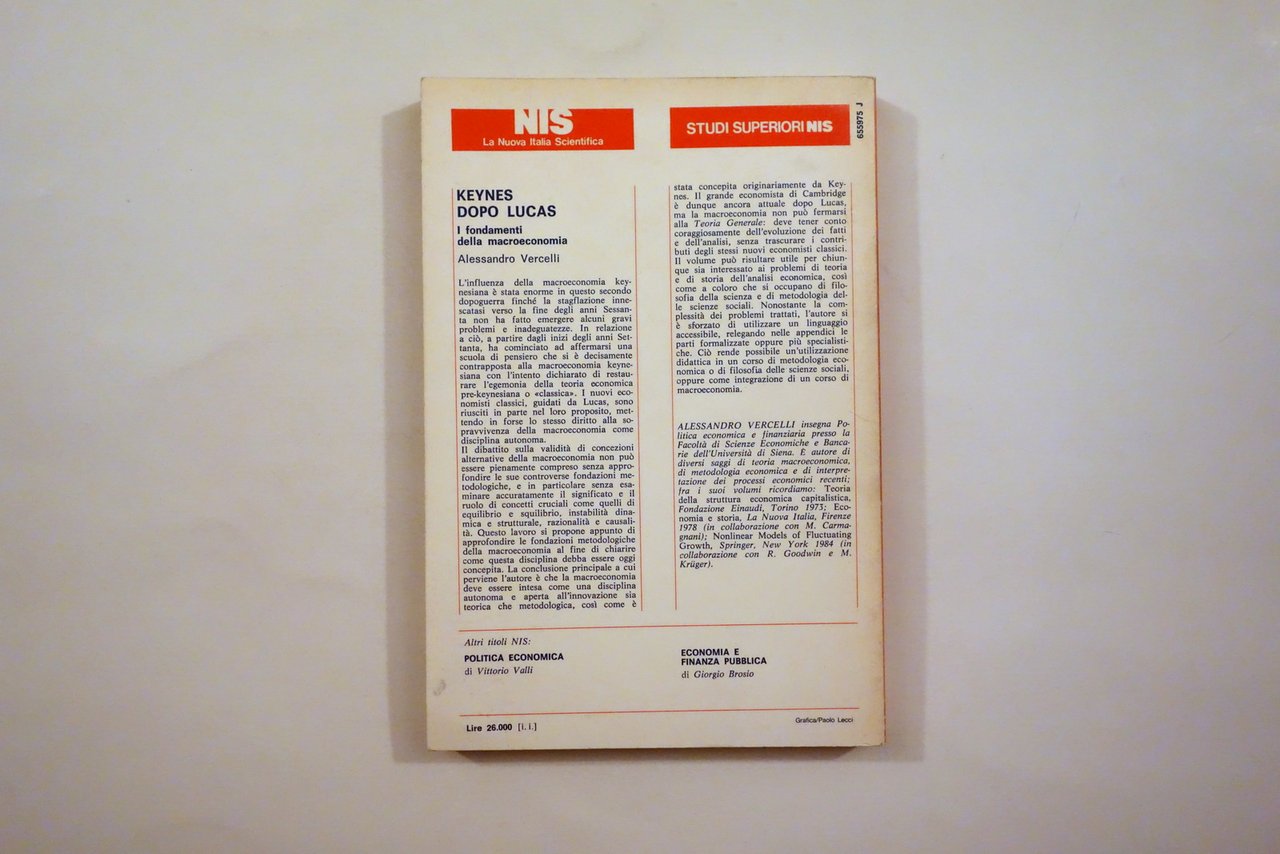 NIS
La Nuova Italia Scientifica
STUDI SUPERIORI NIS
655975 J
KEYNES
DOPO LUCAS
I fondamenti
della macroeconomia
Alessandro Vercelli
L'influenza della macroeconomia key-
nesiana è stata enorme in questo secondo
dopoguerra finché la stagflazione inne-
scatasi verso la fine degli anni Sessan-
ta non ha fatto emergere alcuni gravi
problemi e inadeguatezze. In relazione
a ciò, a partire dagli inizi degli anni Set-
tanta, ha cominciato ad affermarsi una
scuola di pensiero che si è decisamente
contrapposta alla macroeconomia keyne-
siana con l'intento dichiarato di restau-
rare l'egemonia della teoria economica
pre-keynesiana o «classica». I nuovi eco-
nomisti classici, guidati da Lucas, sono
riusciti in parte nel loro proposito, met-
tendo in forse lo stesso diritto alla so-
pravvivenza della macroeconomia come
disciplina autonoma.
Il dibattito sulla validità di concezioni
alternative della macroeconomia non può
essere pienamente compreso senza appro-
fondire le sue controverse fondazioni me-
todologiche, e in particolare senza esa-
minare accuratamente il significato e il
ruolo di concetti cruciali come quelli di
equilibrio e squilibrio, instabilità dina-
mica e strutturale, razionalità e causali-
tà. Questo lavoro si propone appunto di
approfondire le fondazioni metodologiche
della macroeconomia al fine di chiarire
come questa disciplina debba essere oggi
concepita. La conclusione principale a cui
perviene l'autore è che la macroeconomia
deve essere intesa come una disciplina
autonoma e aperta all'innovazione sia
teorica che metodologica, così come è
stata concepita originariamente da Key-
nes. Il grande economista di Cambridge
è dunque ancora attuale dopo Lucas,
ma la macroeconomia non può fermarsi
alla Teoria Generale: deve tener conto
coraggiosamente dell'evoluzione dei fatti
e dell'analisi, senza trascurare i contri-
buti degli stessi nuovi economisti classici.
Il volume può risultare utile per chiun-
que sia interessato ai problemi di teoria
e di storia dell'analisi economica, così
come a coloro che si occupano di filo-
sofia della scienza e di metodologia del-
le scienze sociali. Nonostante la com-
plessità dei problemi trattati, l'autore si
è sforzato di utilizzare un linguaggio
accessibile, relegando nelle appendici le
parti formalizzate oppure più specialisti-
che. Ciò rende possibile un'utilizzazione
didattica in un corso di metodologia eco-
nomica o di filosofia delle scienze sociali,
oppure come integrazione di un corso di
macroeconomia.
ALESSANDRO VERCELLI insegna Po-
litica economica e finanziaria presso la
Facoltà di Scienze Economiche e Banca-
rie dell'Università di Siena. È autore di
diversi saggi di teoria macroeconomica,
di metodologia economica e di interpre-
tazione dei processi economici recenti;
fra i suoi volumi ricordiamo: Teoria
della struttura economica capitalistica,
Fondazione Einaudi, Torino 1973; Eco-
nomia e storia, La Nuova Italia, Firenze
1978 (in collaborazione con M. Carma-
gnani); Nonlinear Models of Fluctuating
Growth, Springer, New York 1984 (in
collaborazione con R. Goodwin e M.
Krüger).
Altri titoli NIS:
POLITICA ECONOMICA
di Vittorio Valli
ECONOMIA E
FINANZA PUBBLICA
di Giorgio Brosio
Lire 26.000 [i. i.]
Grafica/Paolo Lecci